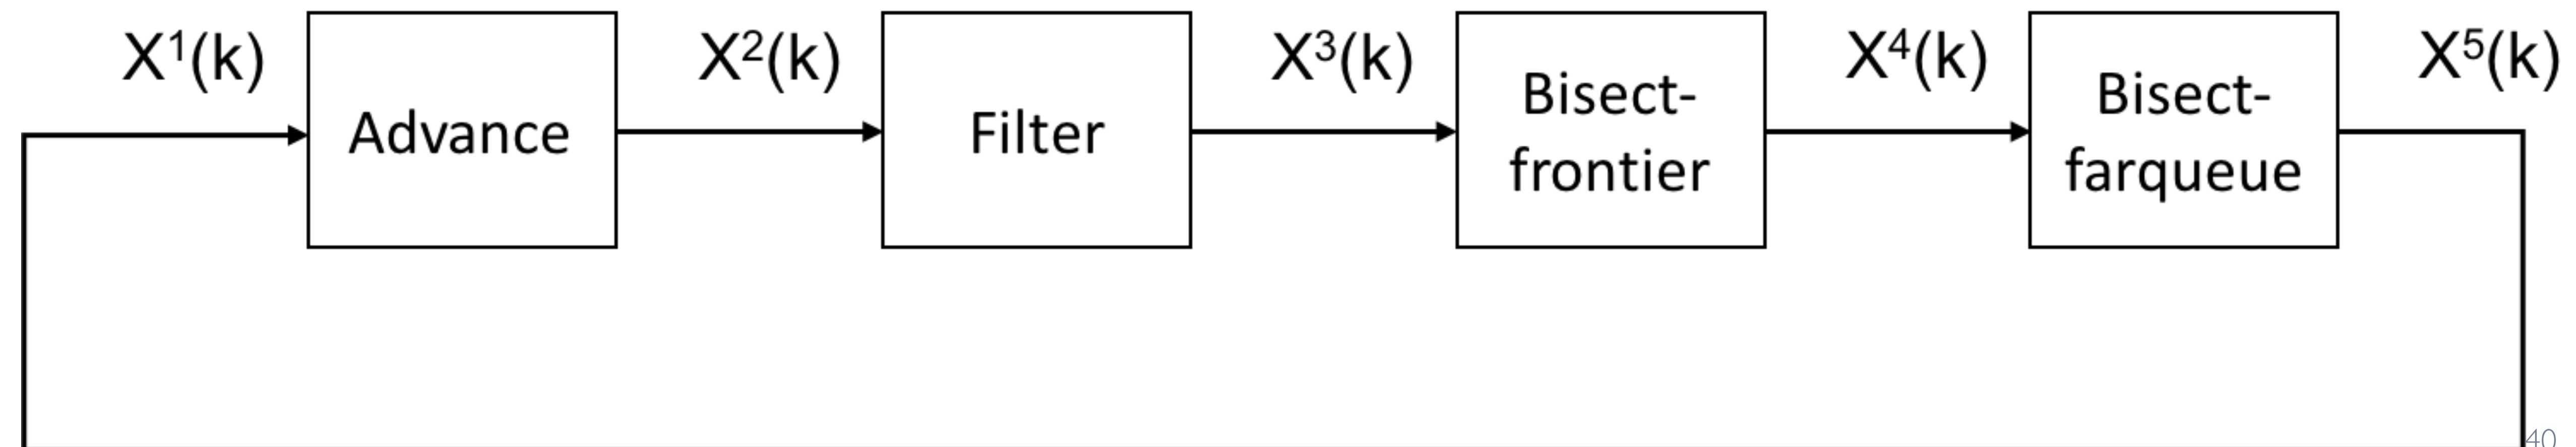 X¹(k)
Advance
X²(k)
Filter
X³(k)
Bisect-
frontier
X⁴(k)
Bisect-
farqueue
X⁵(k)
40